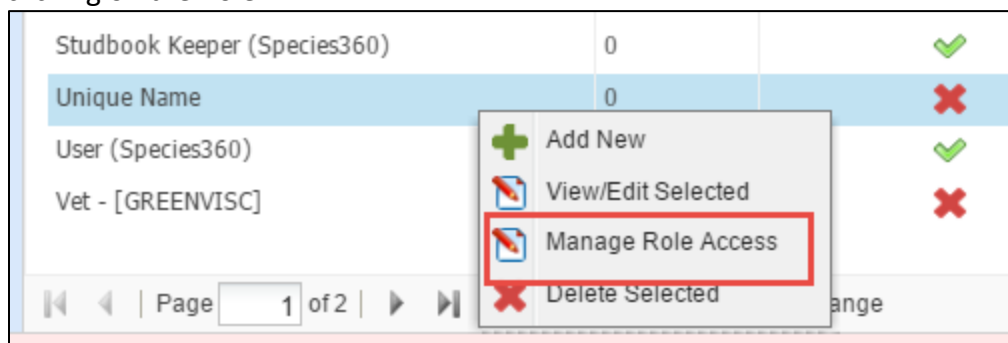 Studbook Keeper (Species360) 0
Unique Name 0
User (Species360)
Vet - [GREENVISC]
Add New
View/Edit Selected
Manage Role Access
Delete Selected
Page 1 of 2
ange